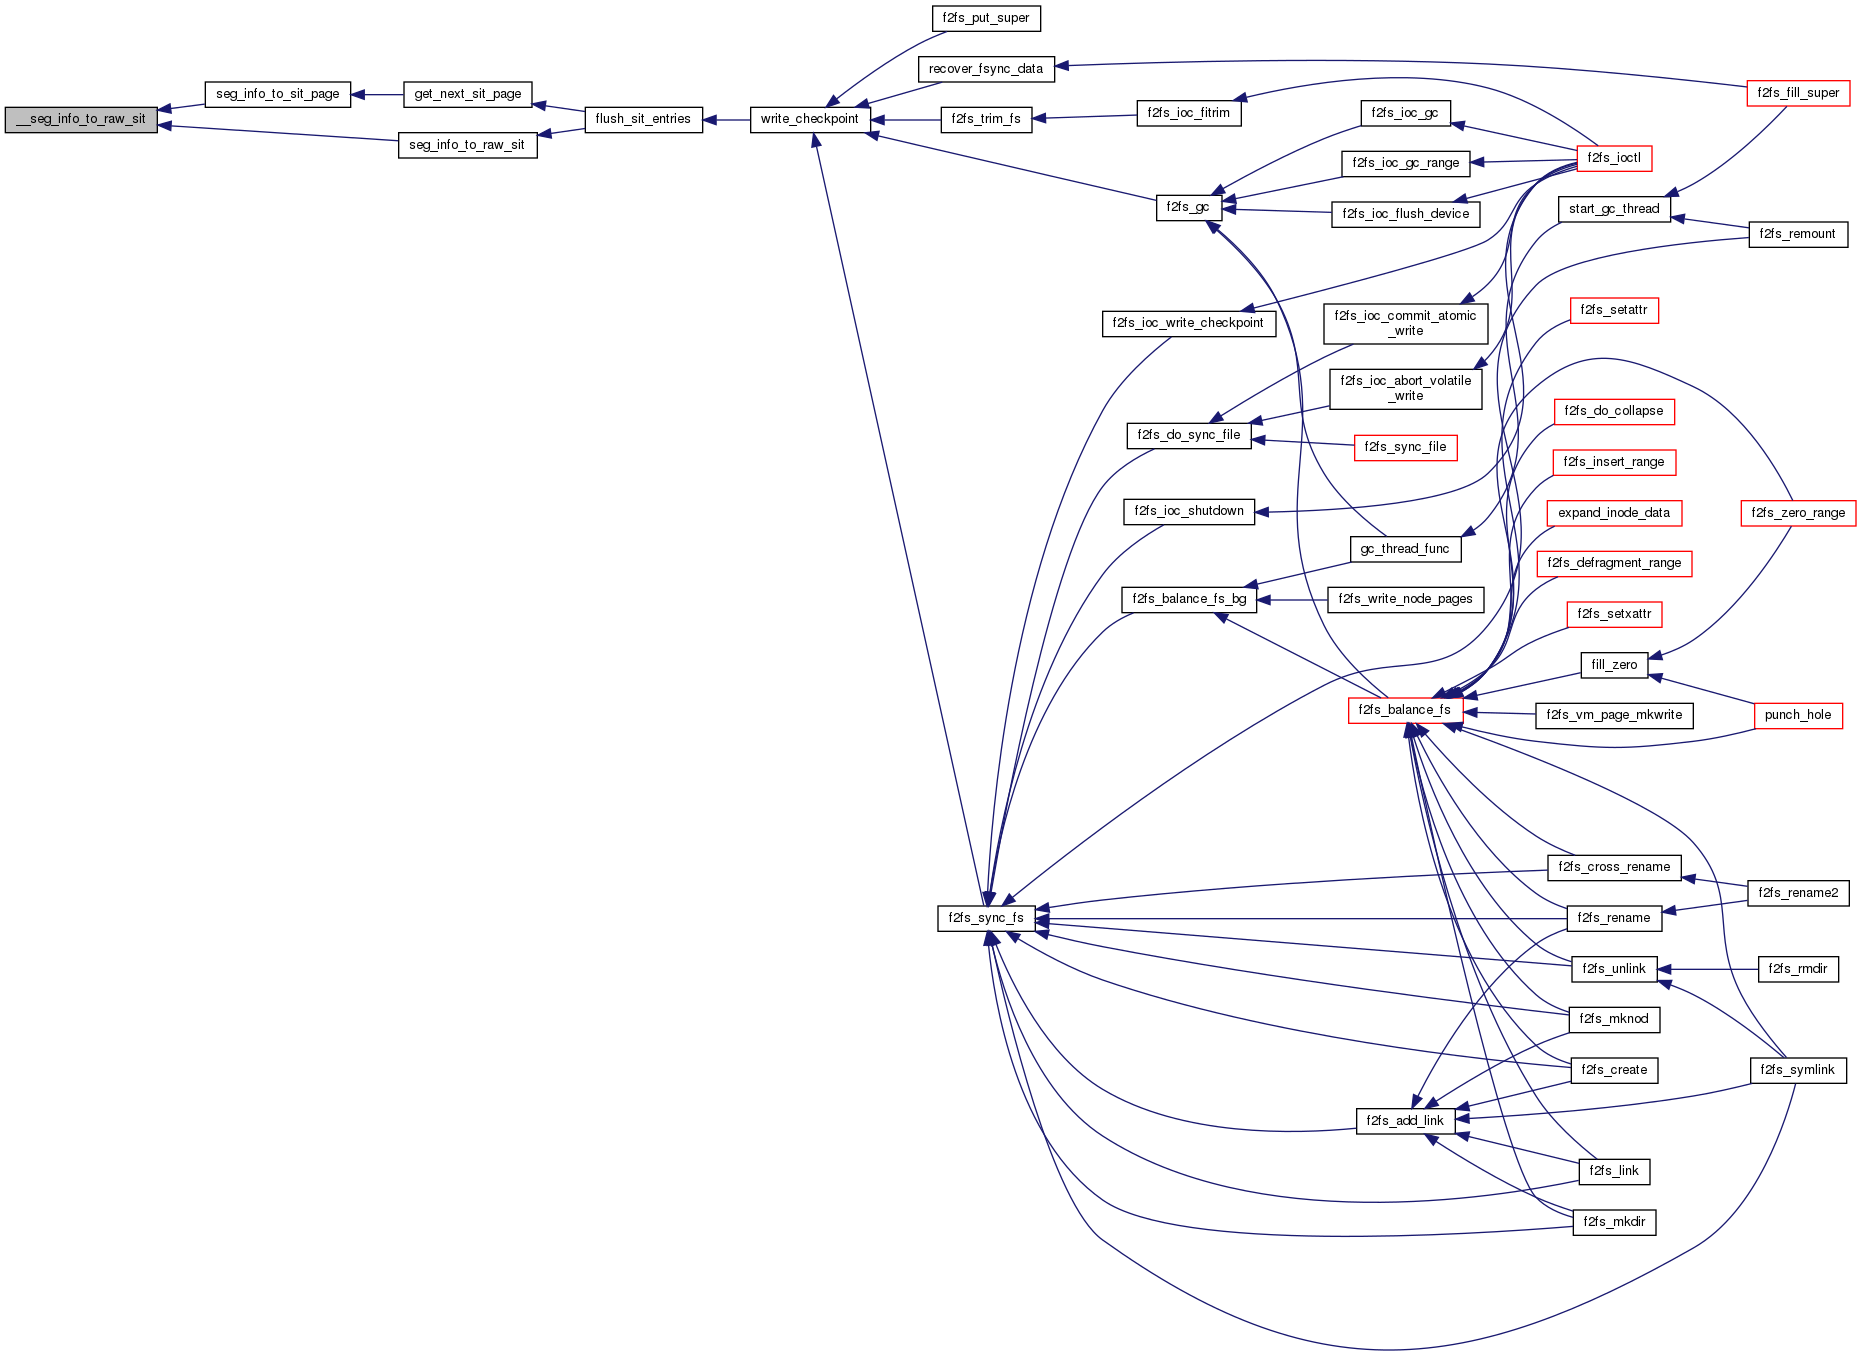 __seg_info_to_raw_sit
seg_info_to_sit_page
get_next_sit_page
seg_info_to_raw_sit
flush_sit_entries
write_checkpoint
f2fs_put_super
recover_fsync_data
f2fs_trim_fs
f2fs_ioc_fitrim
f2fs_gc
f2fs_ioc_gc
f2fs_ioc_gc_range
f2fs_ioc_flush_device
f2fs_ioctl
f2fs_fill_super
start_gc_thread
f2fs_remount
f2fs_ioc_write_checkpoint
f2fs_ioc_commit_atomic
_write
f2fs_ioc_abort_volatile
_write
f2fs_do_sync_file
f2fs_sync_file
f2fs_ioc_shutdown
gc_thread_func
f2fs_balance_fs_bg
f2fs_write_node_pages
f2fs_setattr
f2fs_do_collapse
f2fs_insert_range
expand_inode_data
f2fs_zero_range
f2fs_defragment_range
f2fs_setxattr
fill_zero
f2fs_balance_fs
f2fs_vm_page_mkwrite
punch_hole
f2fs_sync_fs
f2fs_cross_rename
f2fs_rename2
f2fs_rename
f2fs_unlink
f2fs_rmdir
f2fs_mknod
f2fs_create
f2fs_symlink
f2fs_add_link
f2fs_link
f2fs_mkdir